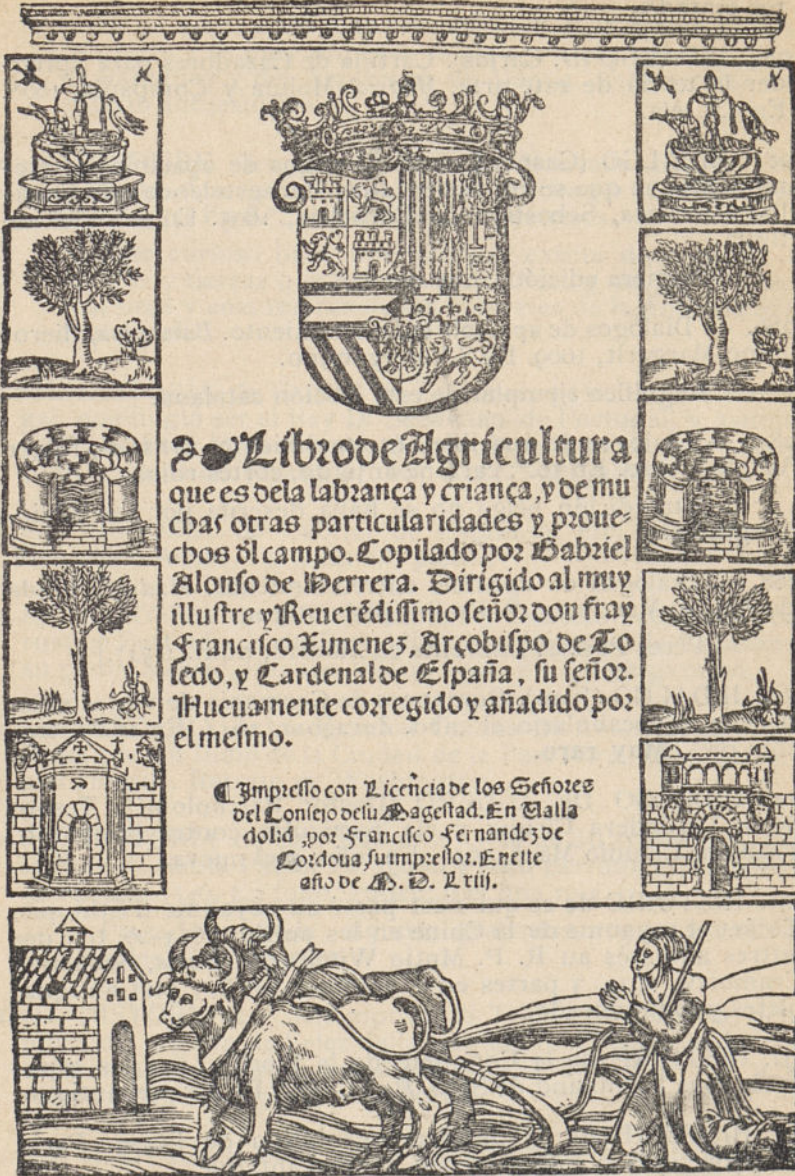 Libro de Agricultura
que es dela labrança y criança, y de mu
chas otras particularidades y proue-
chos dl campo. Copilado por Gabriel
Alonso de Herrera. Dirigido al muy
illustre y Reuerẽdissimo señor don fray
Francisco Ximenez, Arçobispo de To
ledo, y Cardenal de España, su señor.
Nueuamente corregido y añadido por
el mesmo.
¶ Impresso con Licencia de los Señores
del Consejo de su Magestad. En Valla
dolid, por Francisco Fernandez de
Cordoua su impressor. En este
año de M. D. Lxiij.